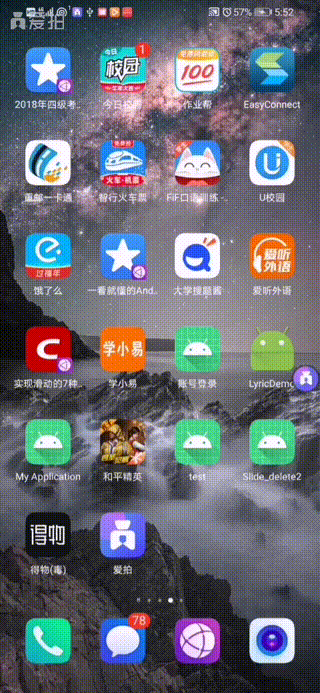 爱拍
57% 5:52
今日
校园
1
100
2018年四级考..
今日校园
作业帮
EasyConnect
火车·机票
U
校园一卡通
智行火车票
FiF口语训练
U校园
过福年
爱听
外语
饿了么
一看就懂的And..
大学搜题酱
爱听外语
学小易
实现滑动的7种..
学小易
账号登录
LyricDemo
My Application
和平精英
test
Slide_delete2
得物
得物(毒)
爱拍
78